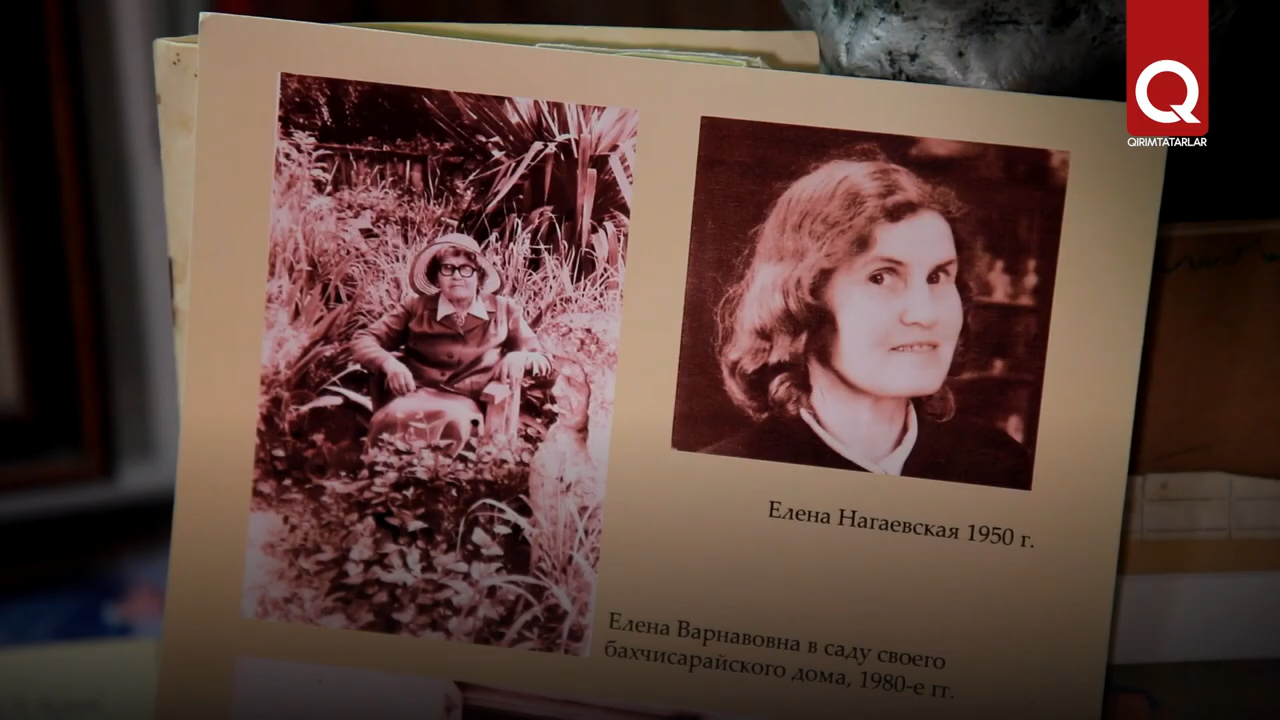 Q
QIRIMTATARLAR
Елена Нагаевская 1950 г.
Елена Варнавовна в саду своего
бахчисарайского дома, 1980-е гг.